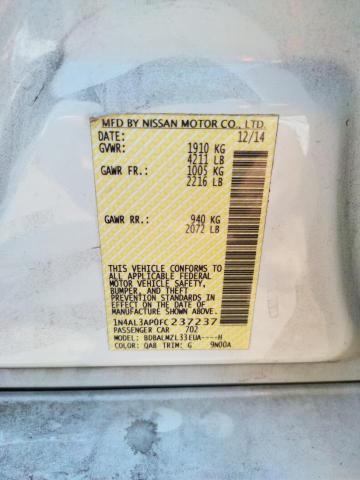 MFD BY NISSAN MOTOR CO., LTD.
DATE: 12/14
GVWR: 1910 KG
4211 LB
GAWR FR.: 1005 KG
2216 LB
GAWR RR.: 940 KG
2072 LB
THIS VEHICLE CONFORMS TO
ALL APPLICABLE FEDERAL
MOTOR VEHICLE SAFETY,
BUMPER, AND THEFT
PREVENTION STANDARDS IN
EFFECT ON THE DATE OF
MANUFACTURE SHOWN ABOVE.
1N4AL3AP0FC237237
PASSENGER CAR 702
MODEL: BDBALMZL33EUA----H
COLOR: QAB TRIM: G 9N00A